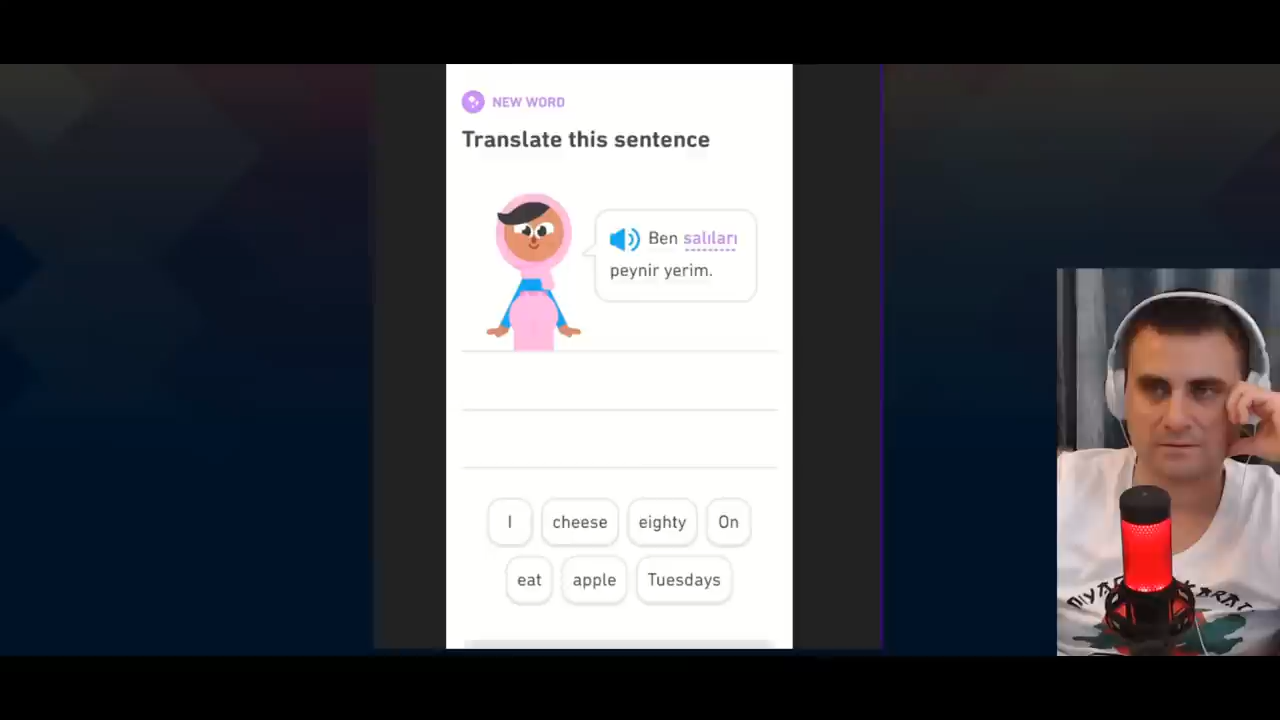 NEW WORD
Translate this sentence
Ben salıları
peynir yerim.
I cheese eighty On
eat apple Tuesdays